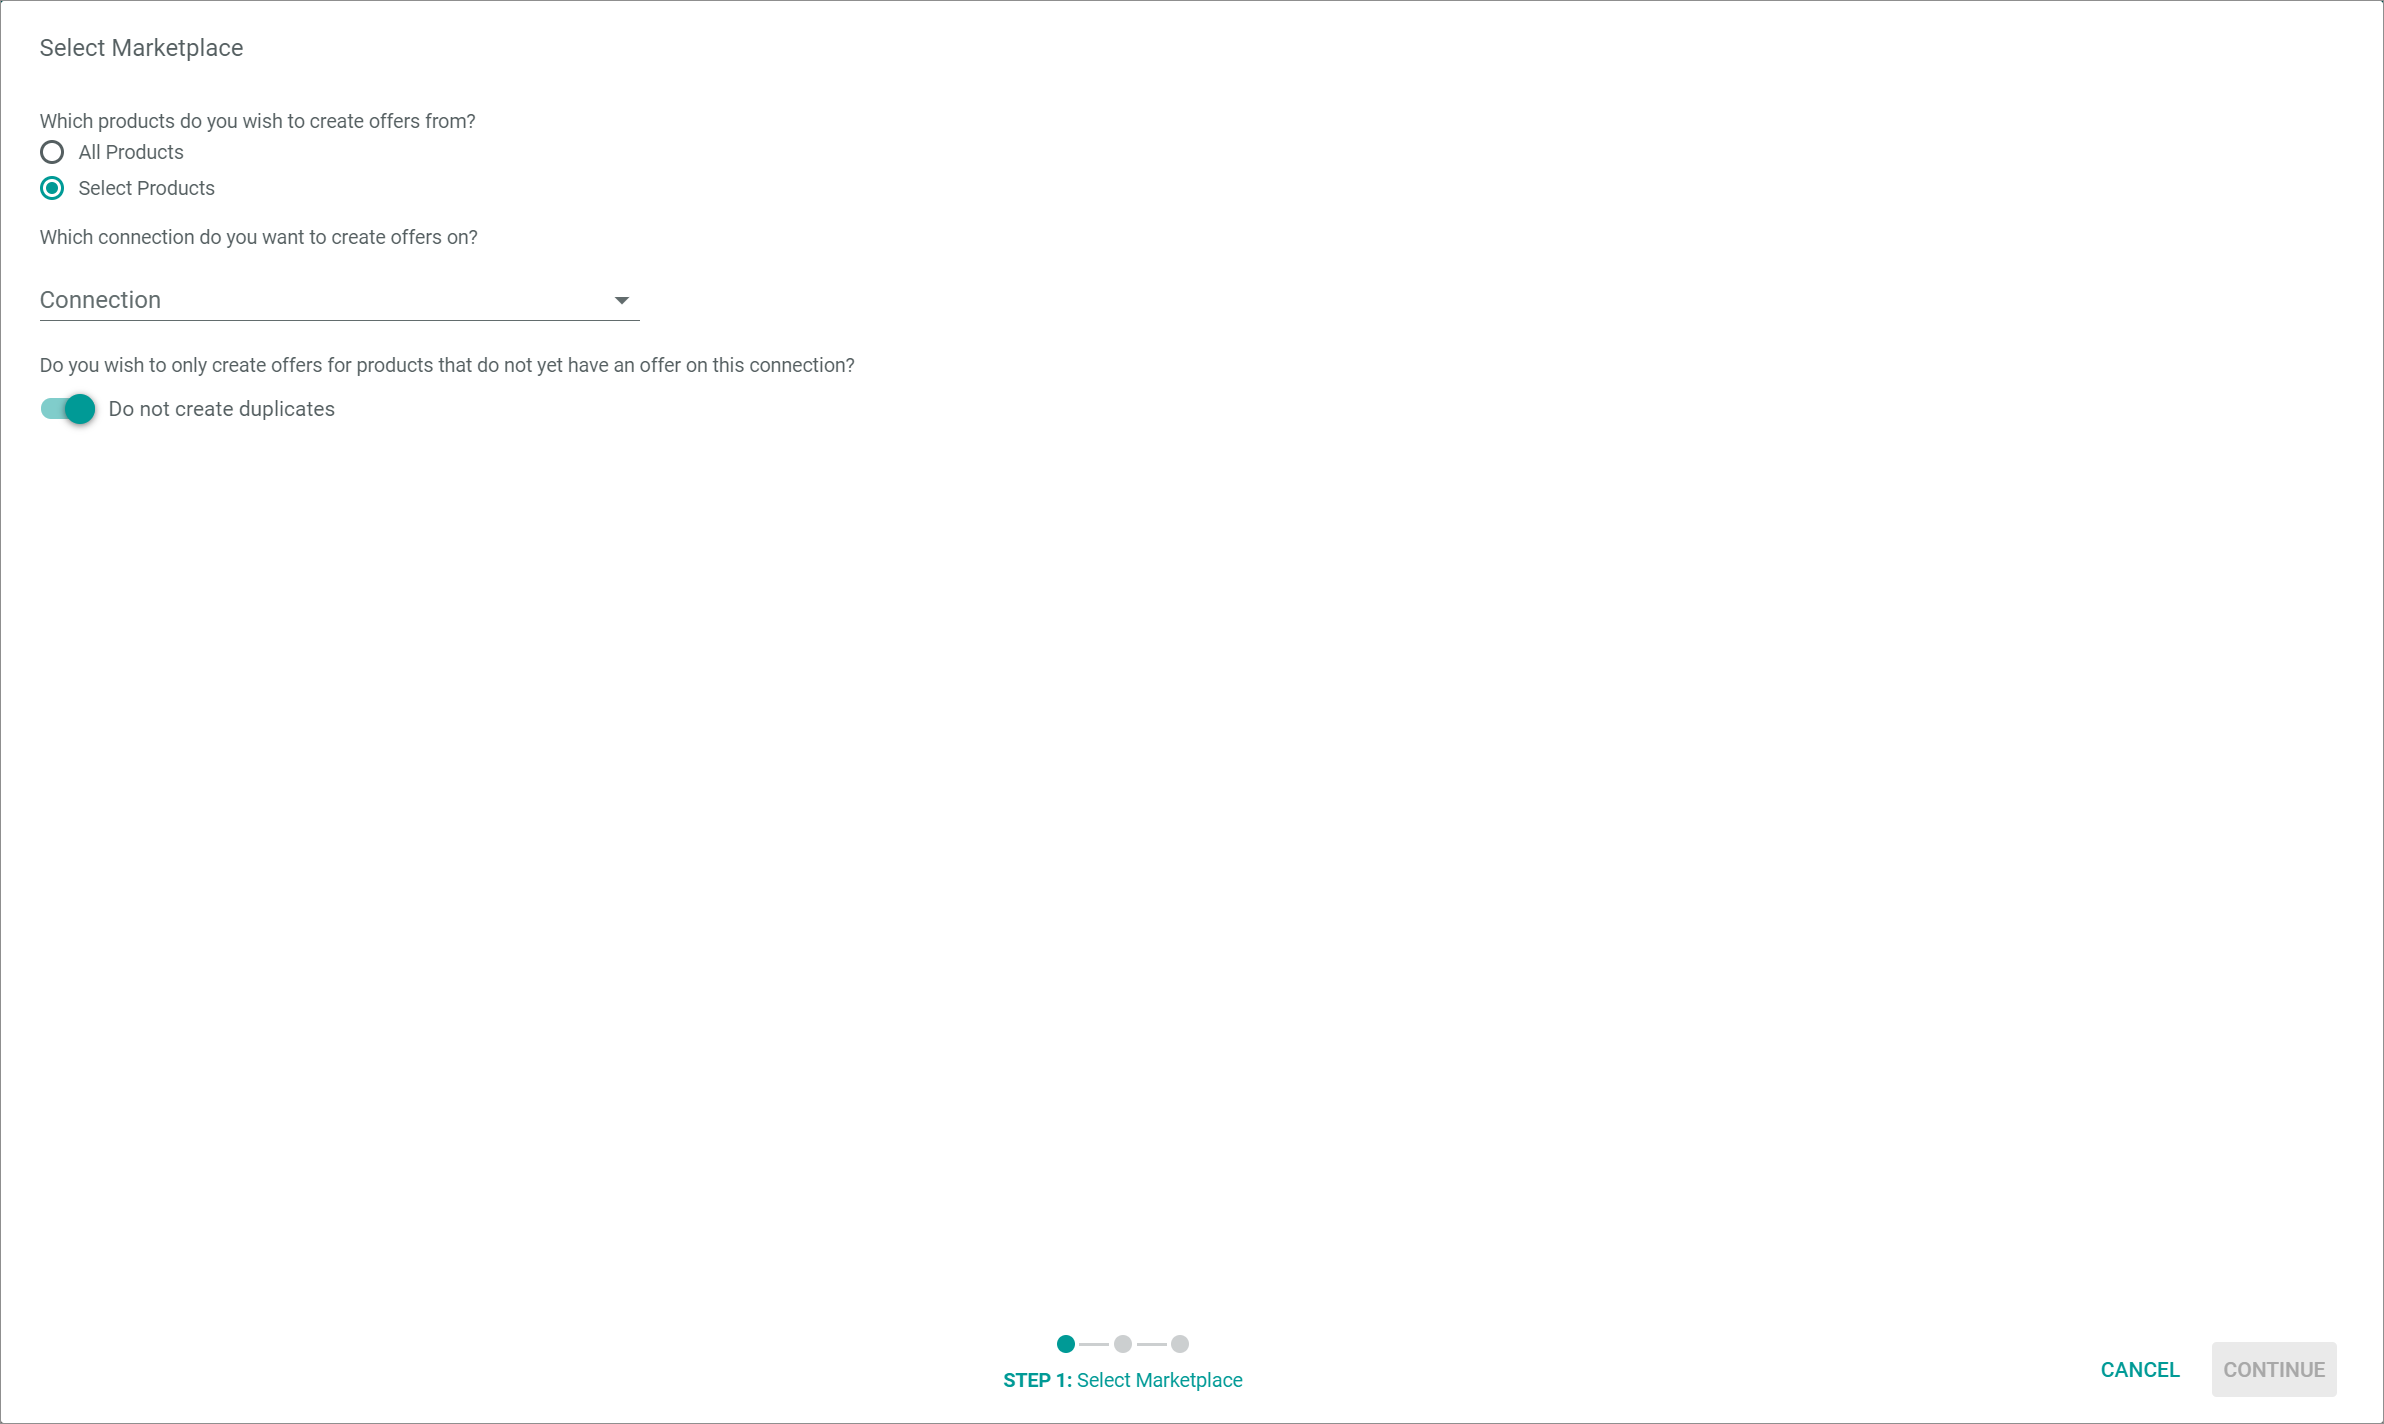 Select Marketplace
Which products do you wish to create offers from?
All Products
Select Products
Which connection do you want to create offers on?
Connection
Do you wish to only create offers for products that do not yet have an offer on this connection?
Do not create duplicates
STEP 1: Select Marketplace
CANCEL
CONTINUE